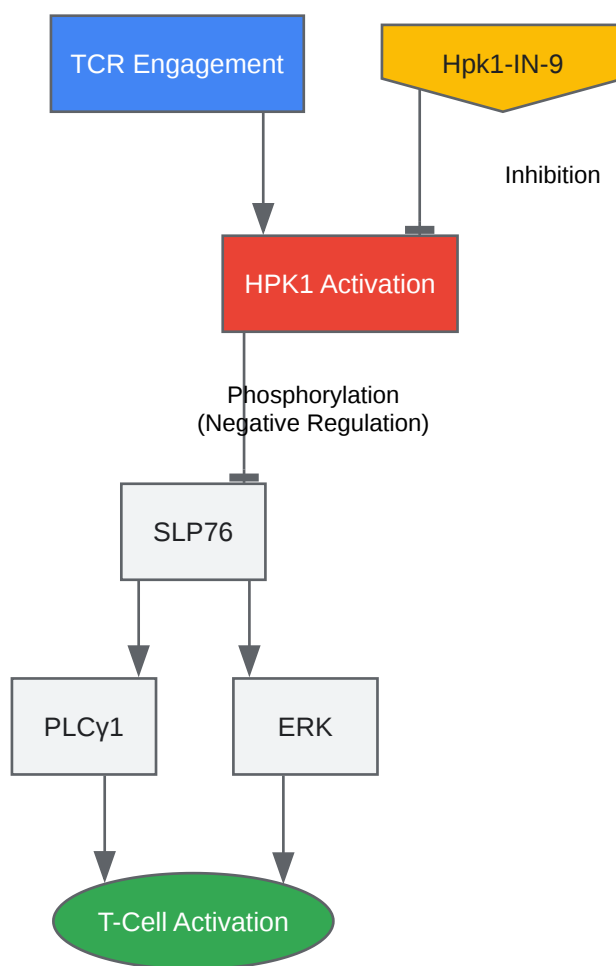 TCR Engagement
Hpk1-IN-9
Inhibition
HPK1 Activation
Phosphorylation
(Negative Regulation)
SLP76
PLCγ1
ERK
T-Cell Activation